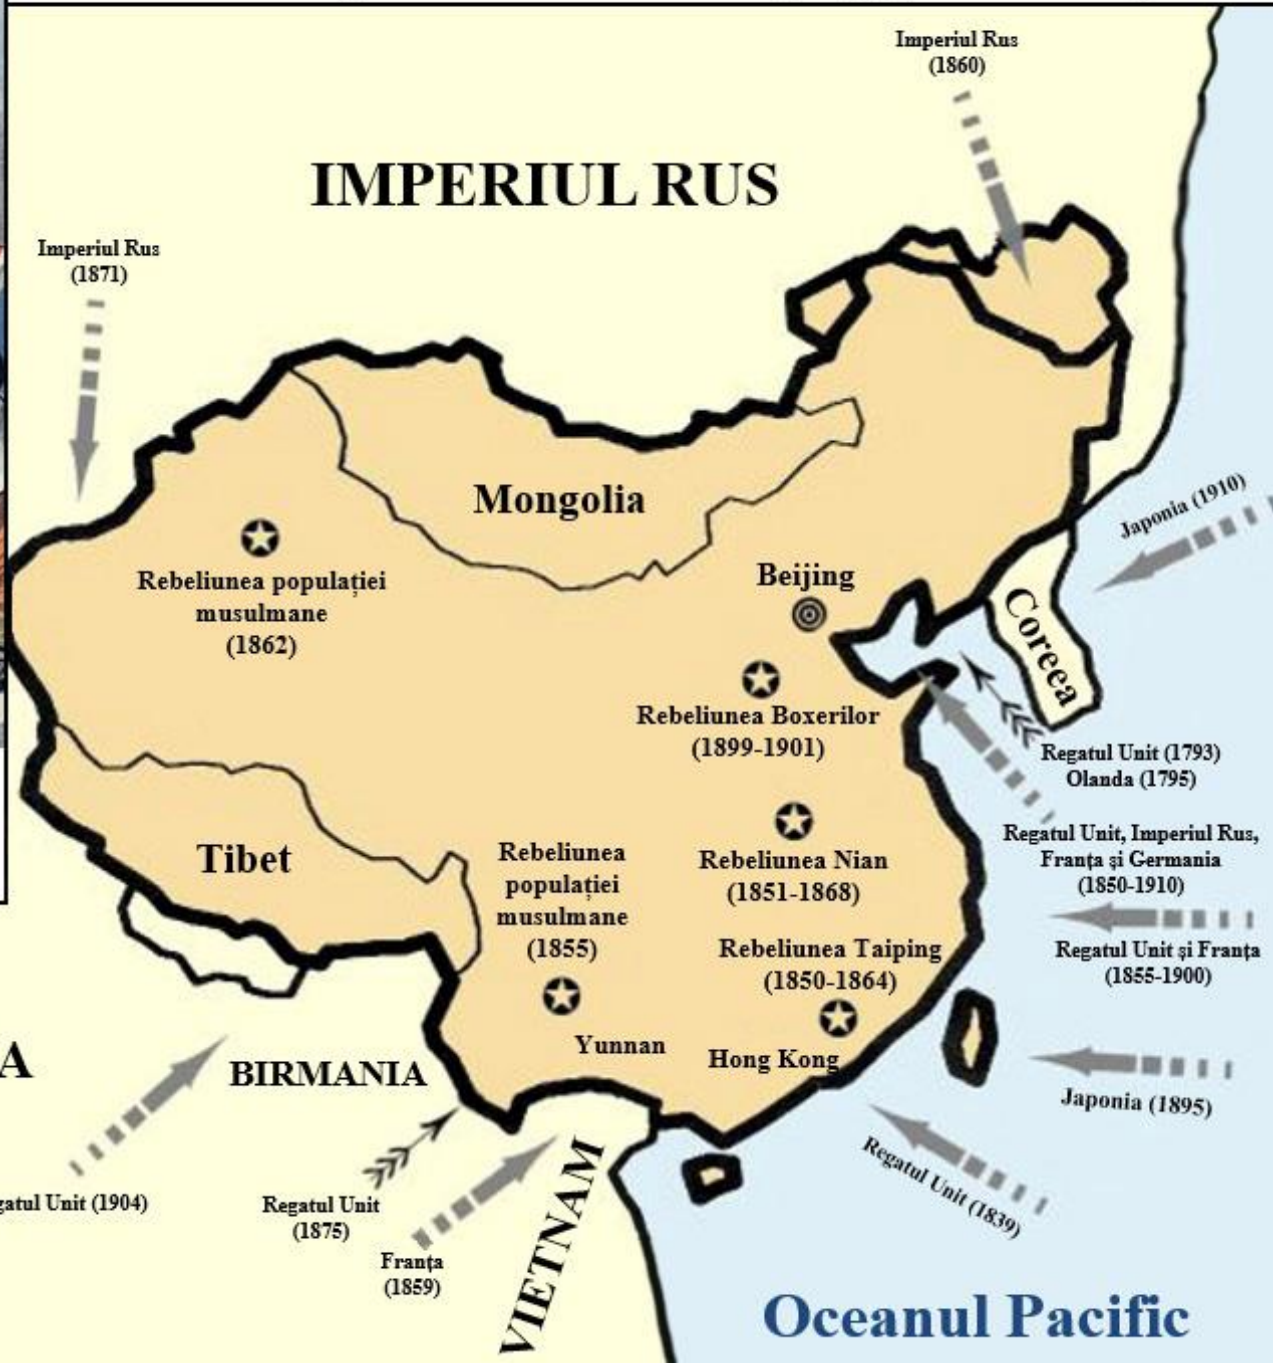 Imperiul Rus
(1860)
IMPERIUL RUS
Imperiul Rus
(1871)
Mongolia
Japonia (1910)
Rebeliunea populației
musulmane
(1862)
Beijing
Coreea
Rebeliunea Boxerilor
(1899-1901)
Regatul Unit (1793)
Olanda (1795)
Tibet
Rebeliunea
populației
musulmane
(1855)
Rebeliunea Nian
(1851-1868)
Regatul Unit, Imperiul Rus,
Franța și Germania
(1850-1910)
Rebeliunea Taiping
(1850-1864)
Regatul Unit și Franța
(1855-1900)
Yunnan
Hong Kong
A
BIRMANIA
Japonia (1895)
gatul Unit (1904)
Regatul Unit
(1875)
Franța
(1859)
VIETNAM
Regatul Unit (1839)
Oceanul Pacific